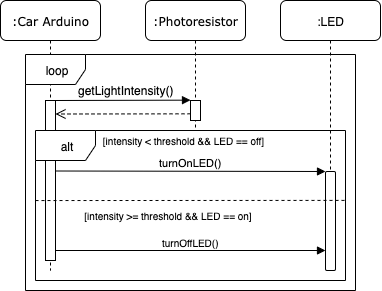 :Car Arduino
:Photoresistor
:LED
loop
getLightIntensity()
alt
[intensity < threshold && LED == off]
turnOnLED()
[intensity >= threshold && LED == on]
turnOffLED()